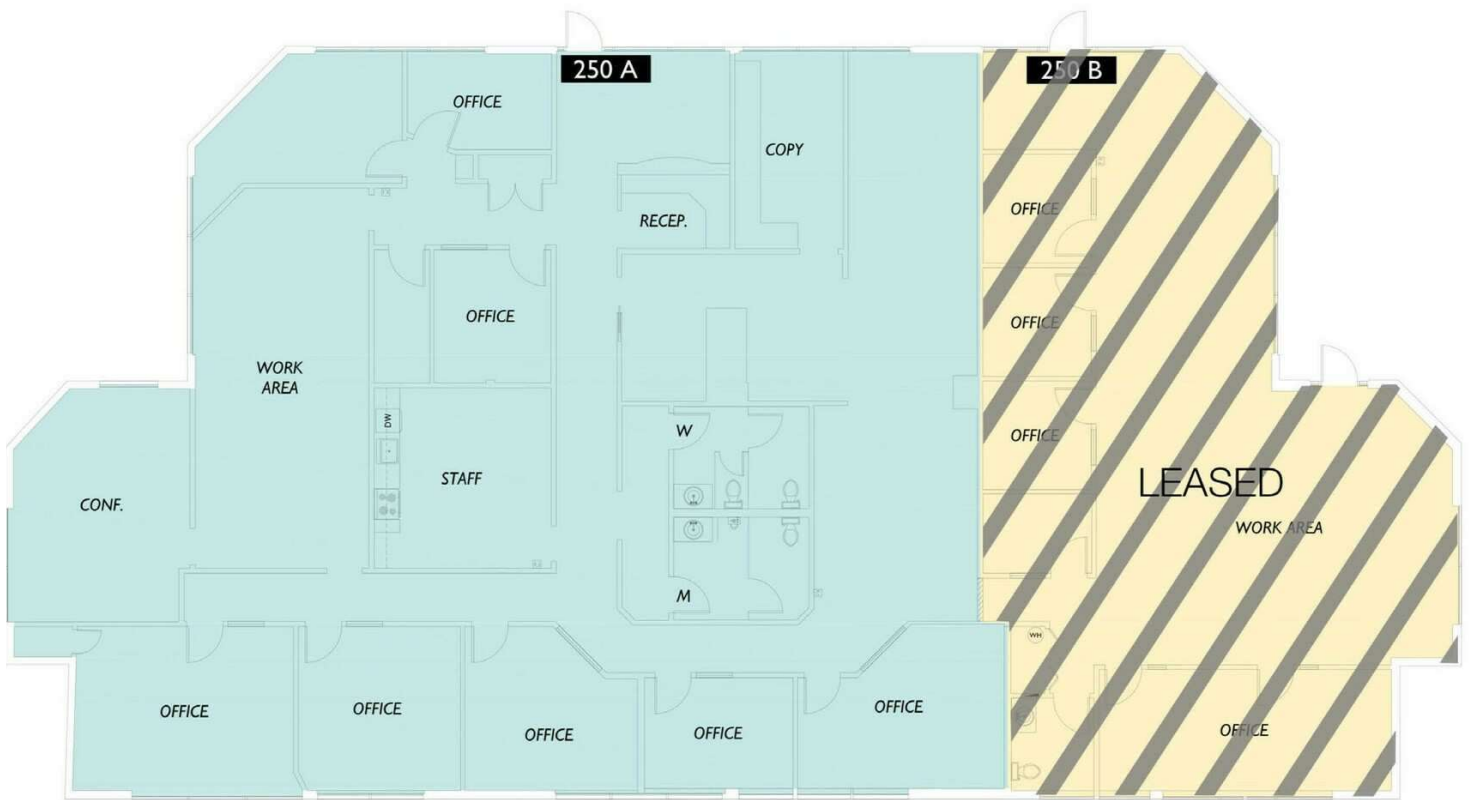 250 A
250 B
OFFICE
COPY
OFFICE
RECEP.
OFFICE
OFFICE
WORK
AREA
DW
W
OFFICE
STAFF
LEASED
CONF.
WORK AREA
M
WH
OFFICE
OFFICE
OFFICE
OFFICE
OFFICE
OFFICE